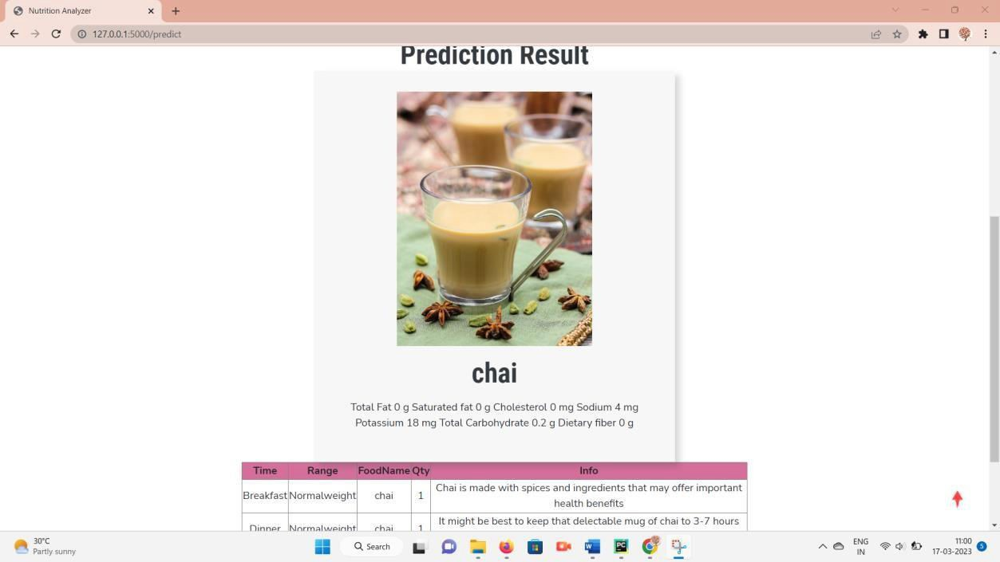 Nutrition Analyzer
127.0.0.1:5000/predict
Prediction Result
chai
Total Fat 0 g Saturated fat 0 g Cholesterol 0 mg Sodium 4 mg
Potassium 18 mg Total Carbohydrate 0.2 g Dietary fiber 0 g
Time Range FoodName Qty Info
Breakfast Normalweight chai 1 Chai is made with spices and ingredients that may offer important
health benefits
Dinner Normalweight chai 1 It might be best to keep that delectable mug of chai to 3-7 hours
30°C
Partly sunny
Search
ENG
IN
11:00
17-03-2023
5